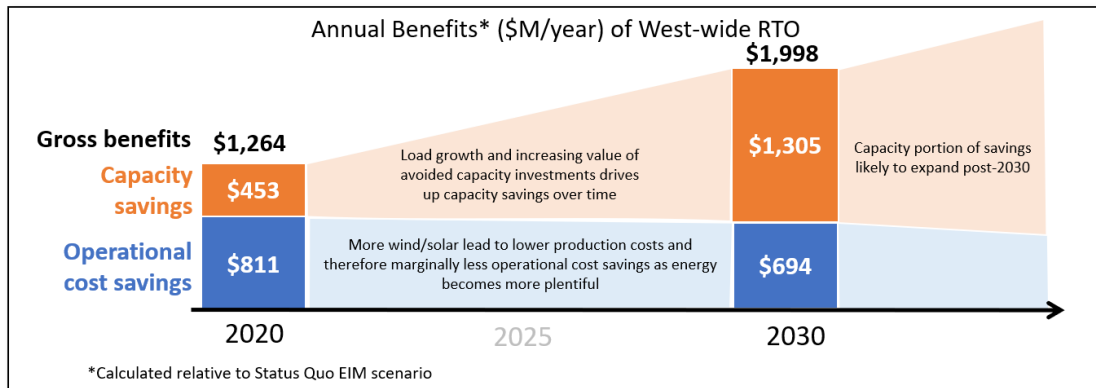 Annual Benefits* ($M/year) of West-wide RTO
$1,998
Gross benefits
$1,264
Capacity
savings
$453
Load growth and increasing value of
avoided capacity investments drives
up capacity savings over time
$1,305
Capacity portion of savings
likely to expand post-2030
Operational
cost savings
$811
More wind/solar lead to lower production costs and
therefore marginally less operational cost savings as energy
becomes more plentiful
$694
2020
2025
2030
*Calculated relative to Status Quo EIM scenario